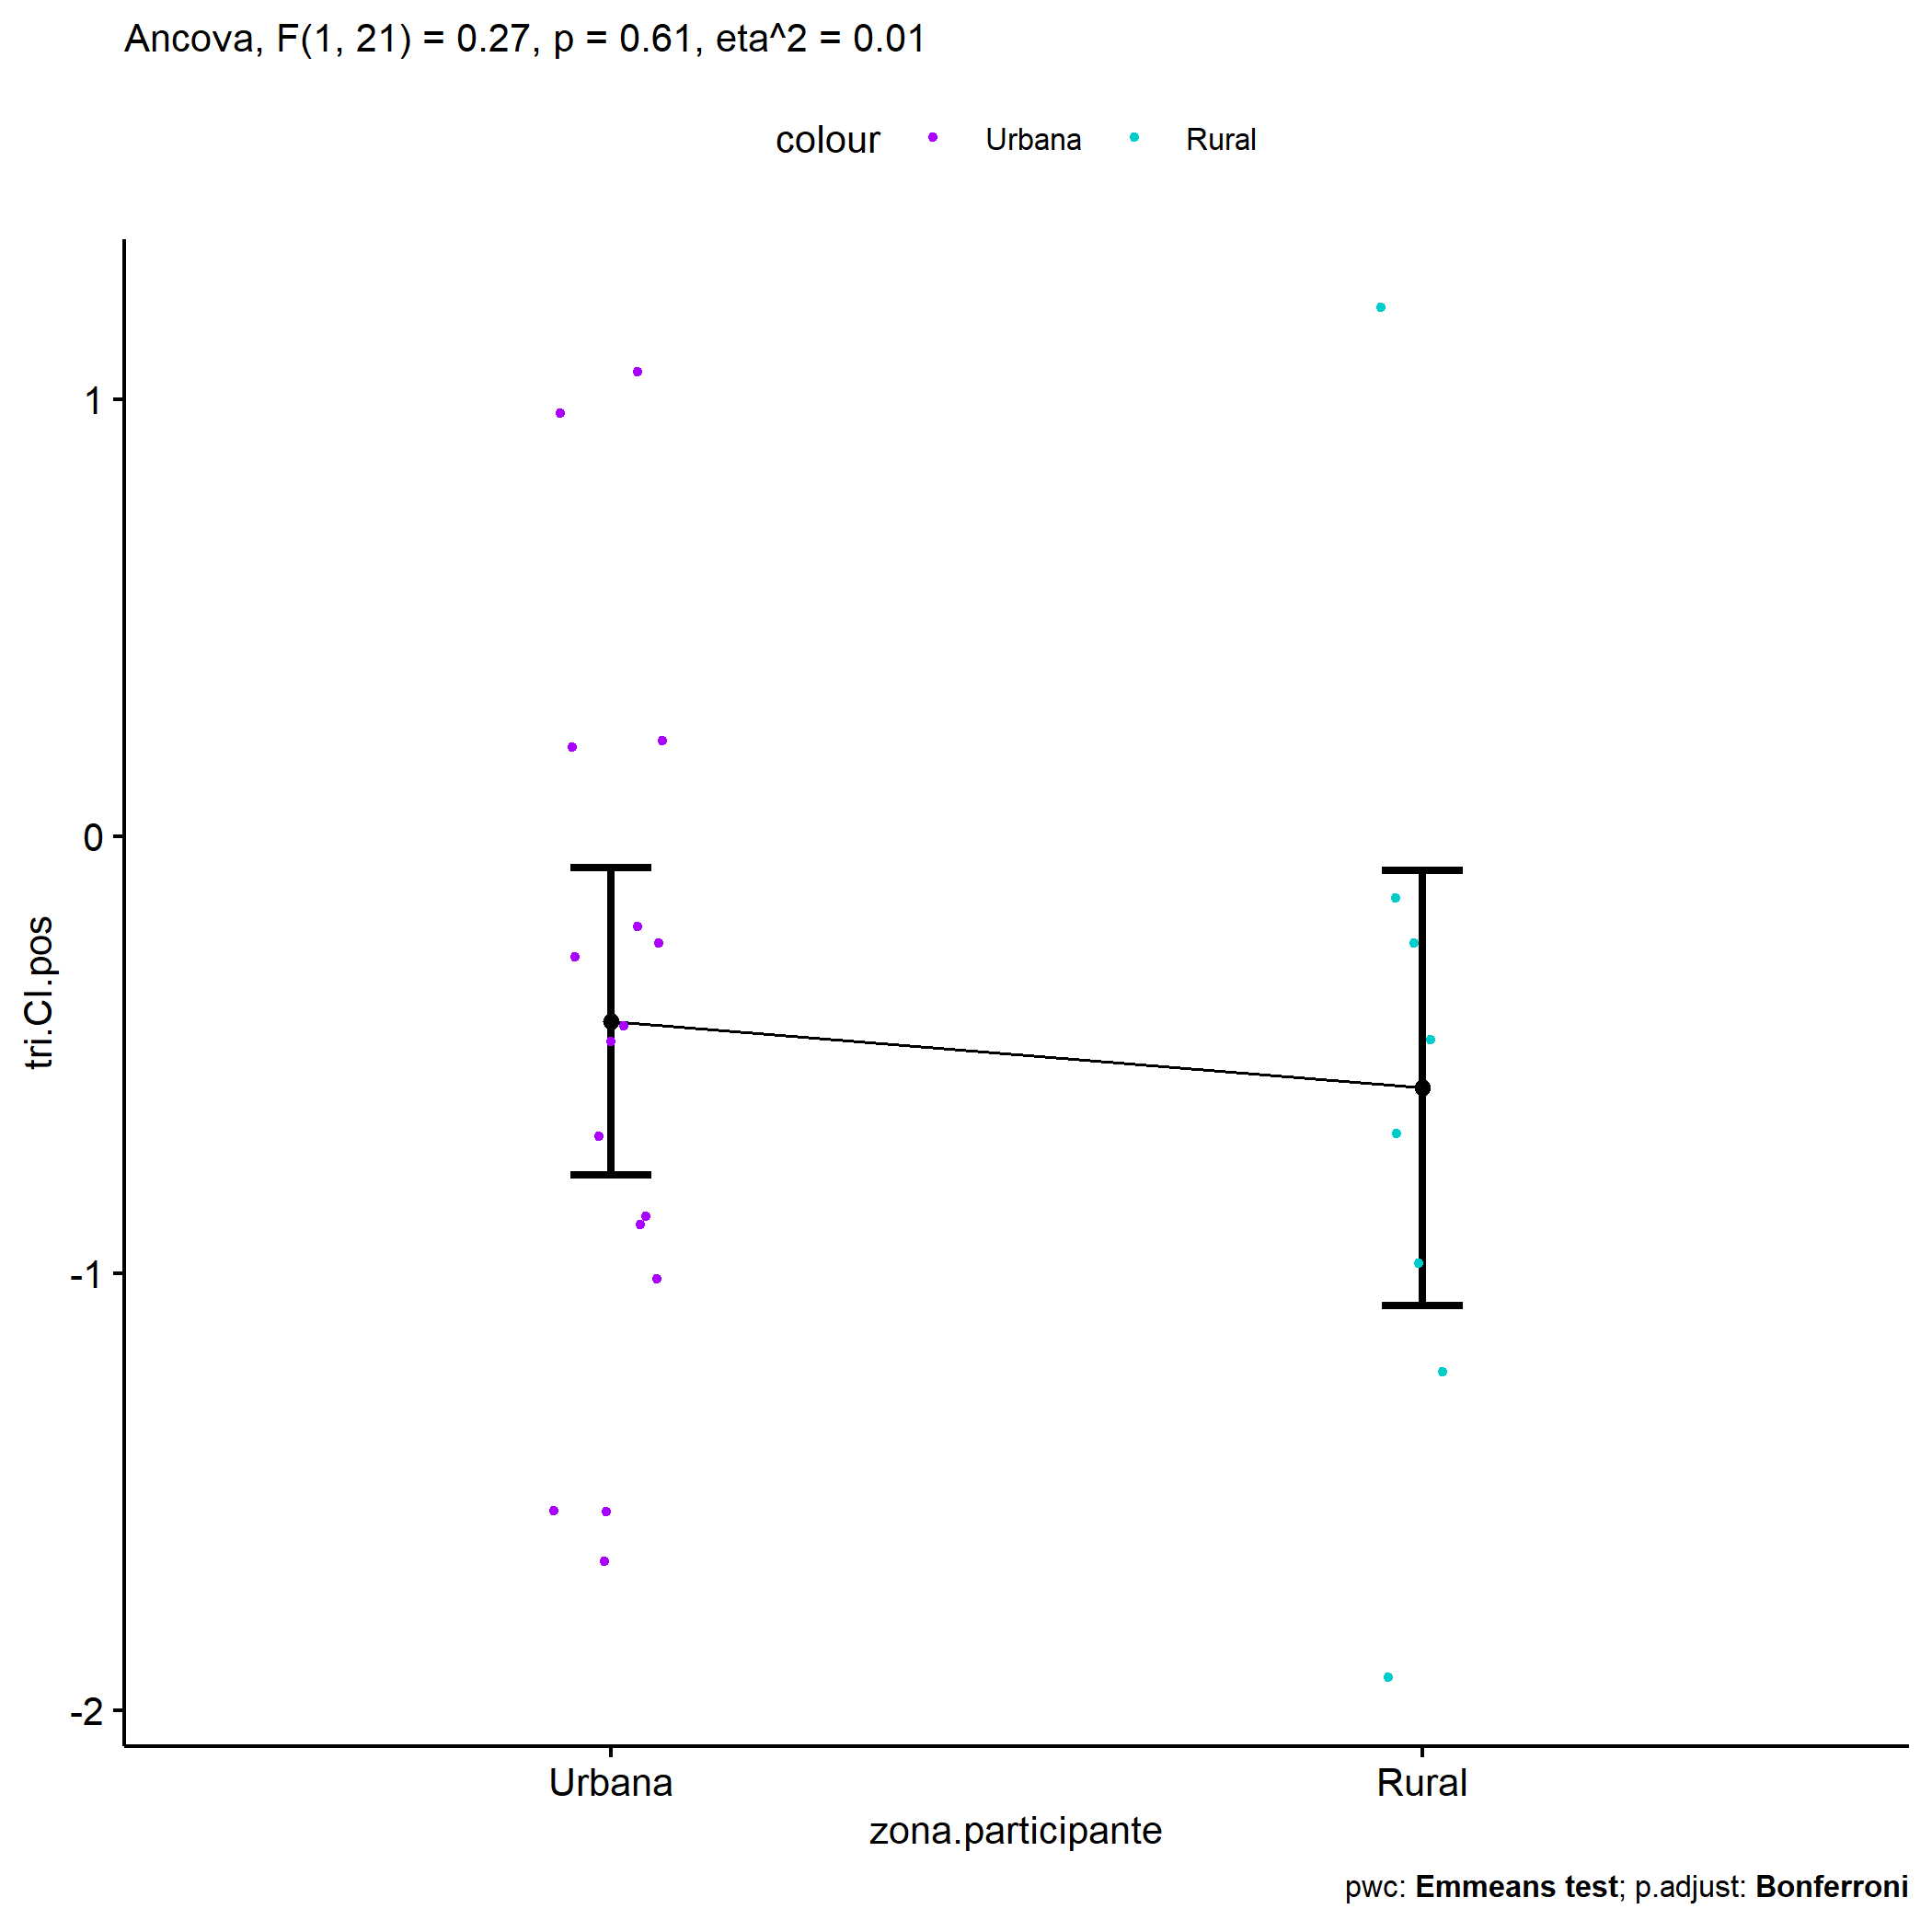 Ancova, F(1, 21) = 0.27, p = 0.61, eta^2 = 0.01
colour Urbana Rural
1
0
-1
-2
tri.CI.pos
Urbana Rural
zona.participante
pwc: Emmeans test; p.adjust: Bonferroni